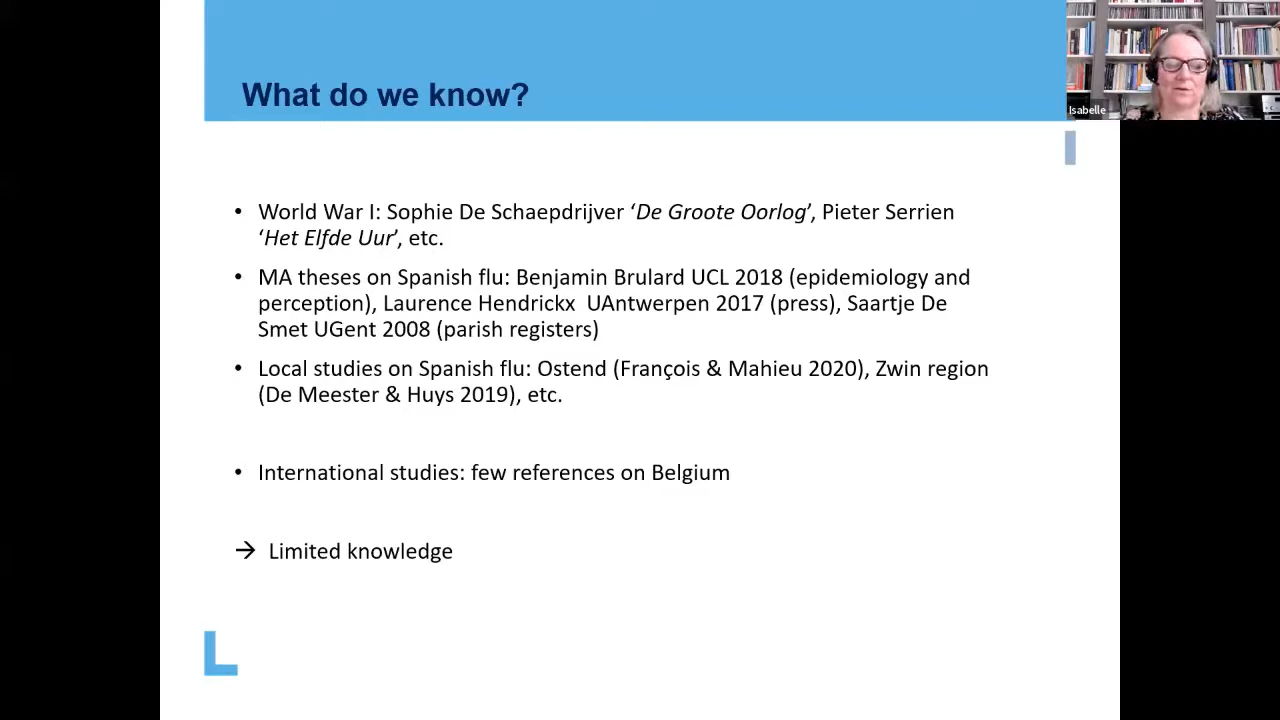 What do we know?
Isabelle
• World War I: Sophie De Schaepdrijver ‘De Groote Oorlog’, Pieter Serrien
‘Het Elfde Uur’, etc.
• MA theses on Spanish flu: Benjamin Brulard UCL 2018 (epidemiology and
perception), Laurence Hendrickx UAntwerpen 2017 (press), Saartje De
Smet UGent 2008 (parish registers)
• Local studies on Spanish flu: Ostend (François & Mahieu 2020), Zwin region
(De Meester & Huys 2019), etc.
• International studies: few references on Belgium
→ Limited knowledge